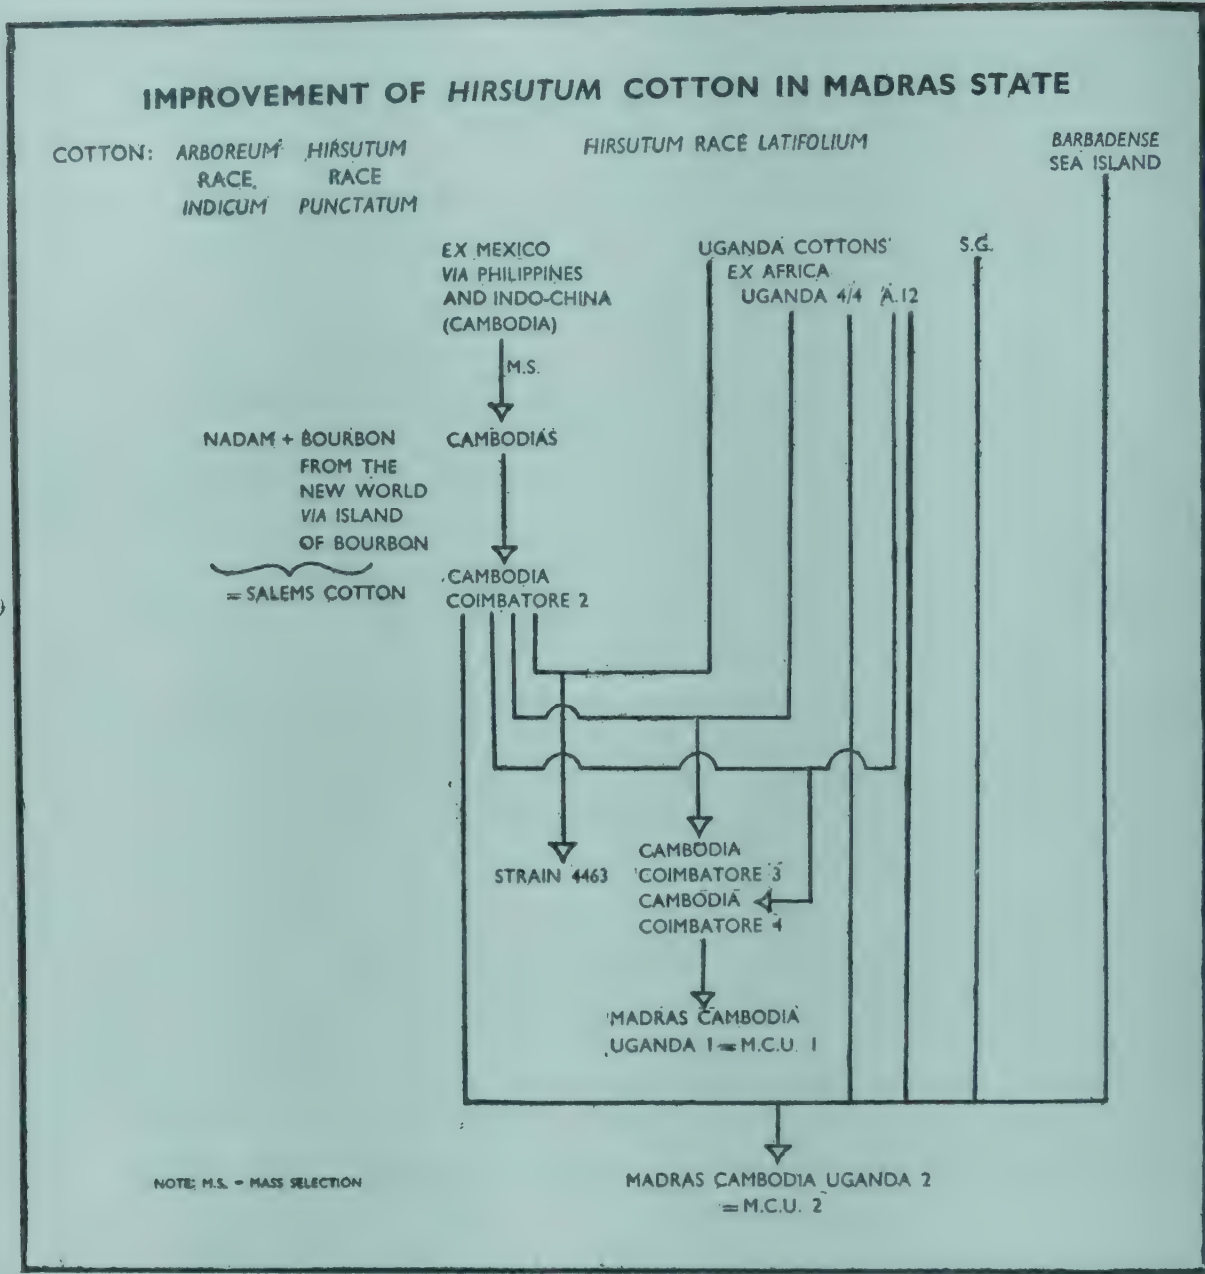 IMPROVEMENT OF HIRSUTUM COTTON IN MADRAS STATE
COTTON:
ARBOREUM
RACE
INDICUM
HIRSUTUM
RACE
PUNCTATUM
HIRSUTUM RACE LATIFOLIUM
BARBADENSE
SEA ISLAND
EX MEXICO
VIA PHILIPPINES
AND INDO-CHINA
(CAMBODIA)
UGANDA COTTONS
EX AFRICA
UGANDA 4/4 A.12
S.G.
M.S.
NADAM + BOURBON
FROM THE
NEW WORLD
VIA ISLAND
OF BOURBON
= SALEMS COTTON
CAMBODIAS
CAMBODIA
COIMBATORE 2
STRAIN 4463
CAMBODIA
COIMBATORE 3
CAMBODIA
COIMBATORE 4
MADRAS CAMBODIA
UGANDA 1 = M.C.U. 1
MADRAS CAMBODIA UGANDA 2
= M.C.U. 2
NOTE: M.S. = MASS SELECTION